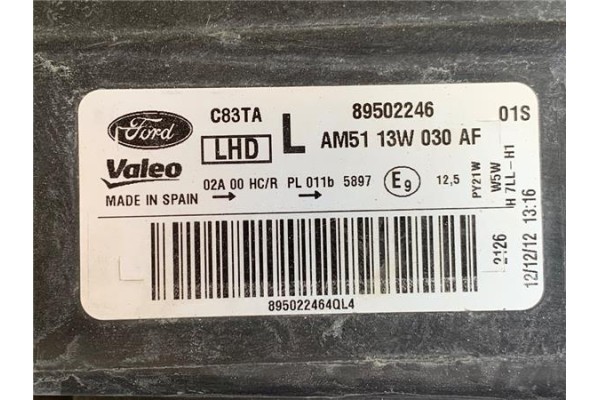 Ford
C83TA
89502246
01S
Valeo
LHD
L
AM51 13W 030 AF
MADE IN SPAIN
02A 00 HC/R PL 011b 5897
E9
12,5
PY21W
W5W
H 7LL-H1
2126
12/12/12 13:16
895022464QL4